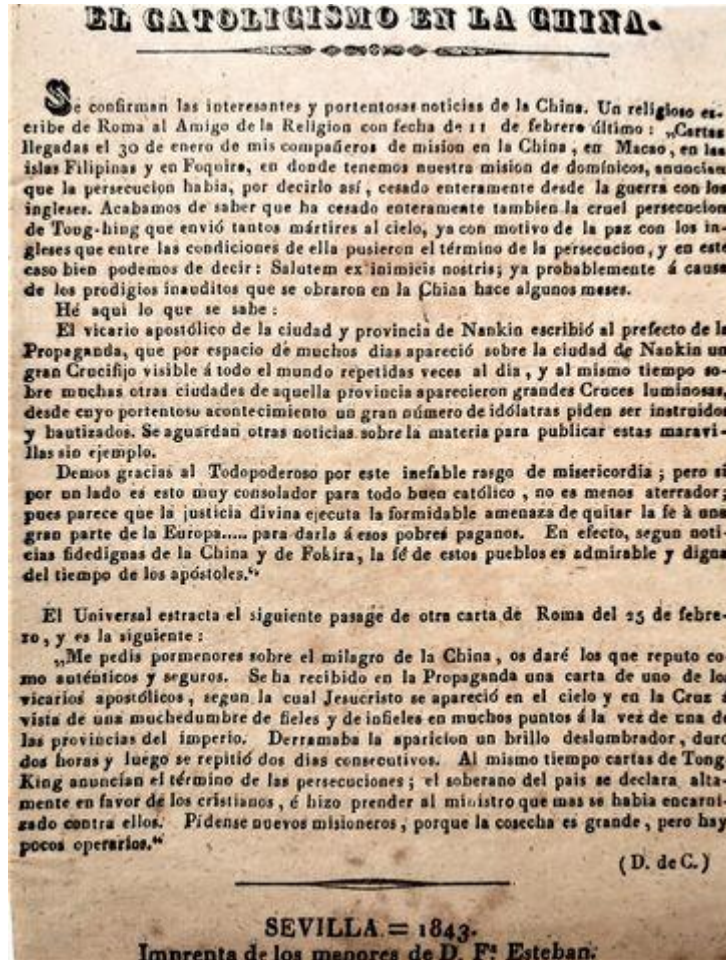 EL CATOLICISMO EN LA CHINA.
Se confirman las interesantes y portentosas noticias de la China. Un religioso es-
cribe de Roma al Amigo de la Religion con fecha de 11 de febrero último: „Cartas
llegadas el 30 de enero de mis compañeros de mision en la China, en Macao, en las
islas Filipinas y en Foquira, en donde tenemos nuestra mision de domínicos, anuncian
que la persecucion habia, por decirlo así, cesado enteramente desde la guerra con los
ingleses. Acabamos de saber que ha cesado enteramente tambien la cruel persecucion
de Tong-hing que envió tantos mártires al cielo, ya con motivo de la paz con los in-
gleses que entre las condiciones de ella pusieron el término de la persecucion, y en este
caso bien podemos de decir: Salutem ex inimicis nostris; ya probablemente á causa
de los prodigios inauditos que se obraron en la China hace algunos meses.
Hé aqui lo que se sabe:
El vicario apostólico de la ciudad y provincia de Nankin escribió al prefecto de la
Propaganda, que por espacio de muchos dias apareció sobre la ciudad de Nankin un
gran Crucifijo visible á todo el mundo repetidas veces al dia, y al mismo tiempo so-
bre muchas otras ciudades de aquella provincia aparecieron grandes Cruces luminosas,
desde cuyo portentoso acontecimiento un gran número de idólatras piden ser instruidos
y bautizados. Se aguardan otras noticias sobre la materia para publicar estas maravi-
llas sin ejemplo.
Demos gracias al Todopoderoso por este inefable rasgo de misericordia; pero si
por un lado es esto muy consolador para todo buen católico, no es menos aterrador;
pues parece que la justicia divina ejecuta la formidable amenaza de quitar la fe à una
gran parte de la Europa..... para darla á esos pobres paganos. En efecto, segun noti-
cias fidedignas de la China y de Fokira, la fé de estos pueblos es admirable y digna
del tiempo de los apóstoles.“
El Universal estracta el siguiente pasage de otra carta de Roma del 25 de febre-
ro, y es la siguiente:
„Me pedis pormenores sobre el milagro de la China, os daré los que reputo co-
mo auténticos y seguros. Se ha recibido en la Propaganda una carta de uno de los
vicarios apostólicos, segun la cual Jesucristo se apareció en el cielo y en la Cruz á
vista de una muchedumbre de fieles y de infieles en muchos puntos á la vez de una de
las provincias del imperio. Derramaba la aparicion un brillo deslumbrador, duró
dos horas y luego se repitió dos dias consecutivos. Al mismo tiempo cartas de Tong
King anuncian el término de las persecuciones; el soberano del pais se declara alta-
mente en favor de los cristianos, é hizo prender al ministro que mas se habia encarni-
zado contra ellos. Pidense nuevos misioneros, porque la cosecha es grande, pero hay
pocos operarios.“
(D. de C.)
SEVILLA = 1843.
Imprenta de los menores de D. Fª Esteban.